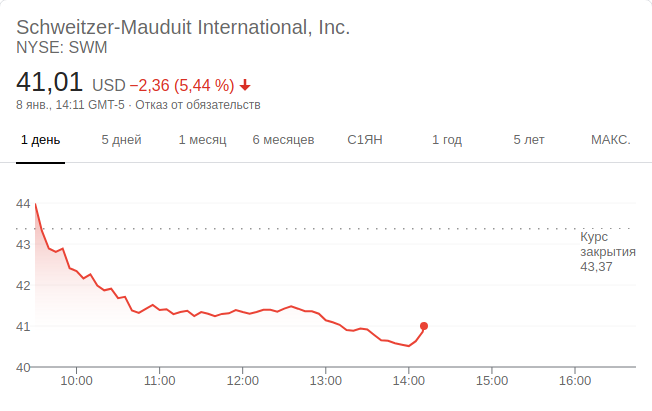 Schweitzer-Mauduit International, Inc.
NYSE: SWM
41,01 USD −2,36 (5,44 %)
8 янв., 14:11 GMT-5 · Отказ от обязательств
1 день 5 дней 1 месяц 6 месяцев С1ЯН 1 год 5 лет МАКС.
44
43
42
41
40
Курс
закрытия
43,37
10:00 11:00 12:00 13:00 14:00 15:00 16:00